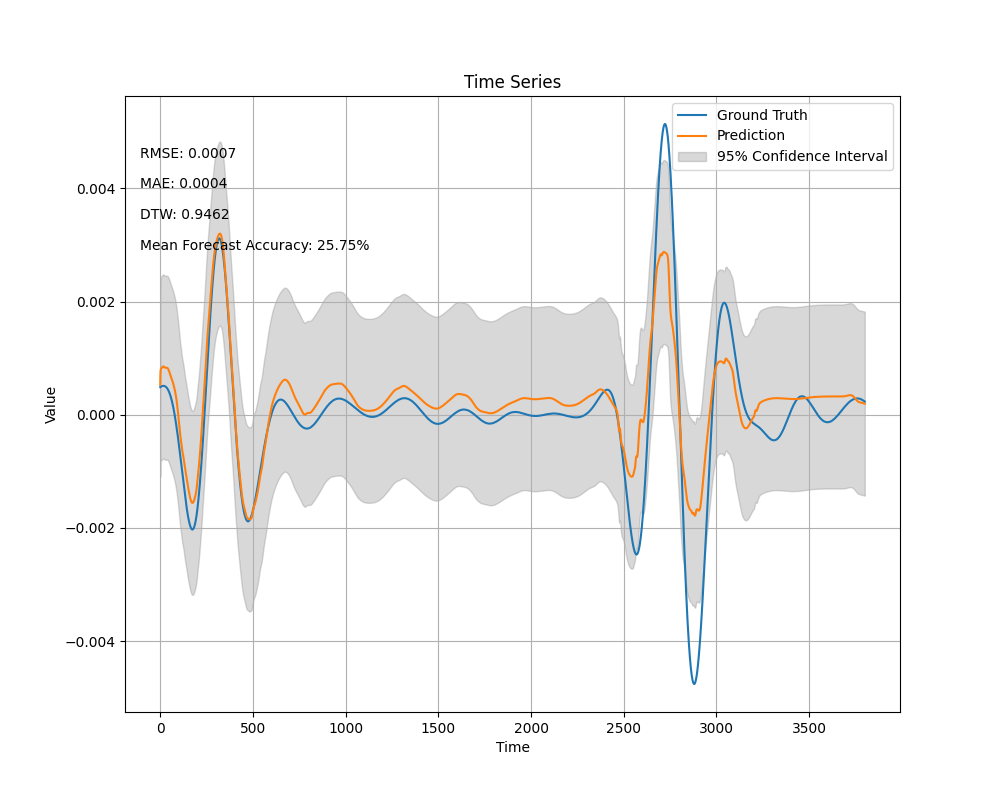 Time Series
Ground Truth
Prediction
95% Confidence Interval
RMSE: 0.0007
MAE: 0.0004
DTW: 0.9462
Mean Forecast Accuracy: 25.75%
0.004
0.002
0.000
−0.002
−0.004
Value
0 500 1000 1500 2000 2500 3000 3500
Time